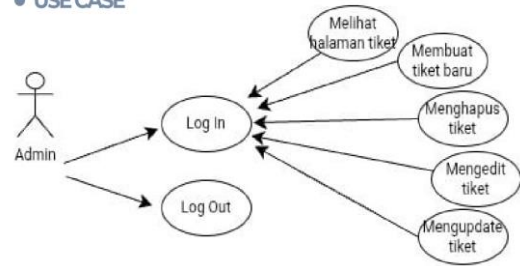 USE CASE
Melihat
halaman tiket
Membuat
tiket baru
Log In
Menghapus
tiket
Admin
Mengedit
tiket
Log Out
Mengupdate
tiket